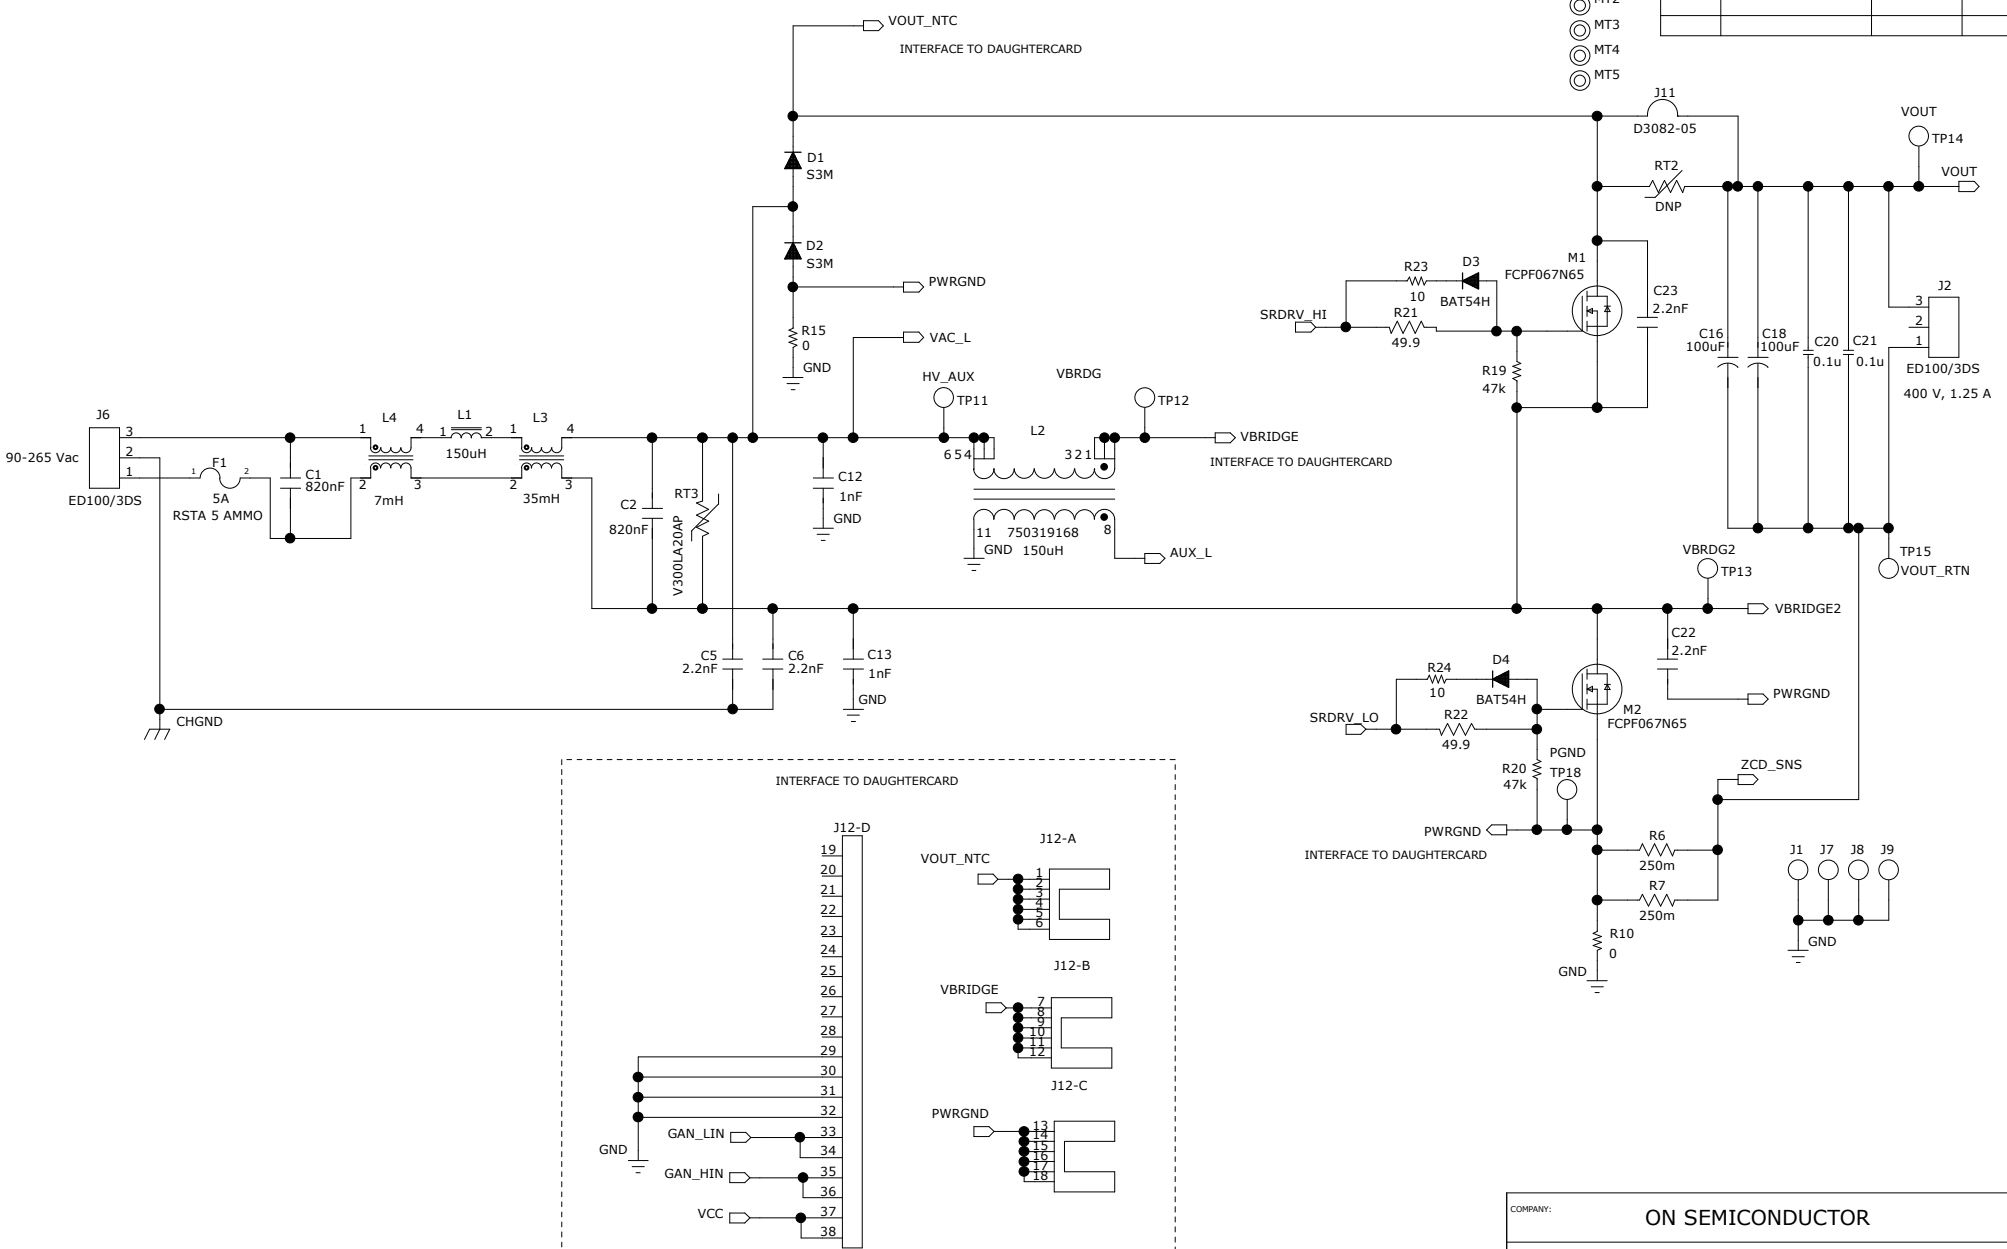 MT3
MT4
MT5
VOUT_NTC
INTERFACE TO DAUGHTERCARD
J11
D3082-05
VOUT
TP14
RT2
DNP
VOUT
D1
S3M
D2
S3M
PWRGND
R15
0
GND
VAC_L
HV_AUX
TP11
VBRDG
TP12
R23
10
D3
BAT54H
M1
FCPF067N65
C23
2.2nF
SRDRV_HI
R21
49.9
R19
47k
C16
100uF
C18
100uF
C20
0.1u
C21
0.1u
J2
3
2
1
ED100/3DS
400 V, 1.25 A
J6
3
2
1
90-265 Vac
ED100/3DS
F1
1
2
5A
RSTA 5 AMMO
C1
820nF
L4
1
4
2
3
7mH
L1
1
2
150uH
L3
1
4
2
3
35mH
C2
820nF
RT3
V300LA20AP
C12
1nF
GND
L2
6 5 4
3 2 1
11
750319168
8
GND
150uH
AUX_L
VBRIDGE
INTERFACE TO DAUGHTERCARD
VBRDG2
TP13
TP15
VOUT_RTN
VBRIDGE2
C5
2.2nF
C6
2.2nF
C13
1nF
GND
CHGND
C22
2.2nF
PWRGND
R24
10
D4
BAT54H
M2
FCPF067N65
SRDRV_LO
R22
49.9
R20
47k
PGND
TP18
ZCD_SNS
PWRGND
INTERFACE TO DAUGHTERCARD
R6
250m
R7
250m
R10
0
GND
J1
J7
J8
J9
GND
INTERFACE TO DAUGHTERCARD
J12-D
19
20
21
22
23
24
25
26
27
28
29
30
31
32
33
34
35
36
37
38
GND
GAN_LIN
GAN_HIN
VCC
J12-A
VOUT_NTC
1
2
3
4
5
6
J12-B
VBRIDGE
7
8
9
10
11
12
J12-C
PWRGND
13
14
15
16
17
18
COMPANY:
ON SEMICONDUCTOR